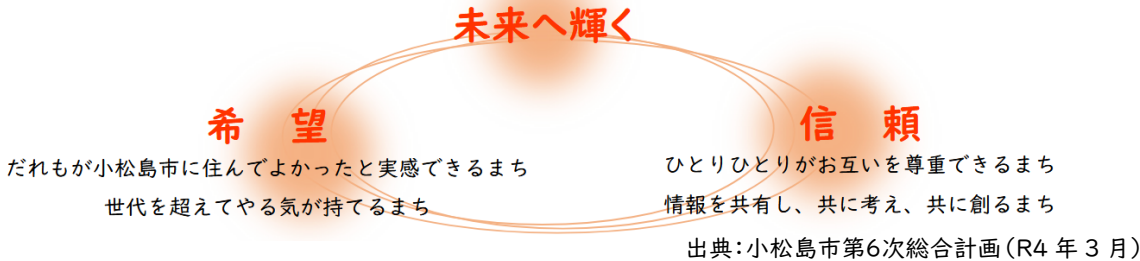 未来へ輝く
希　望
だれもが小松島市に住んでよかったと実感できるまち
世代を超えてやる気が持てるまち
信　頼
ひとりひとりがお互いを尊重できるまち
情報を共有し、共に考え、共に創るまち
出典：小松島市第6次総合計画（R4 年 3 月）